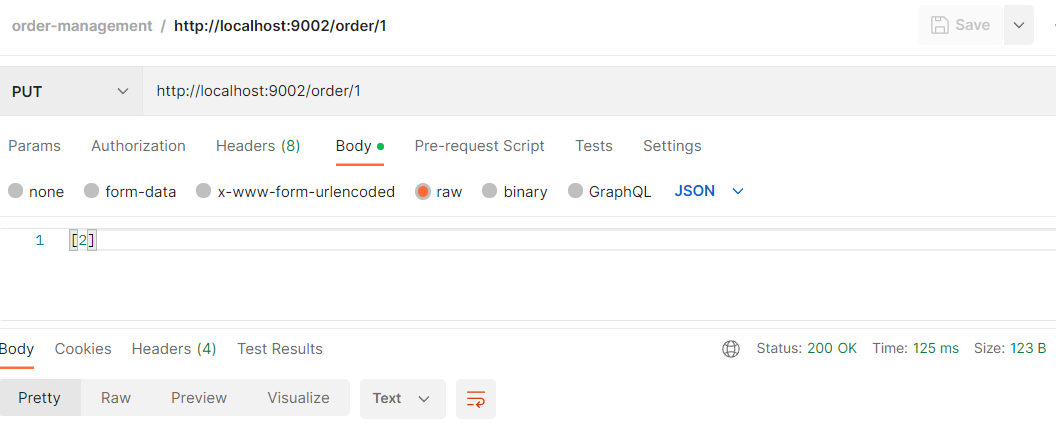 order-management / http://localhost:9002/order/1 Save
PUT http://localhost:9002/order/1
Params Authorization Headers (8) Body Pre-request Script Tests Settings
none form-data x-www-form-urlencoded raw binary GraphQL JSON
1 [2]
Body Cookies Headers (4) Test Results Status: 200 OK Time: 125 ms Size: 123 B
Pretty Raw Preview Visualize Text